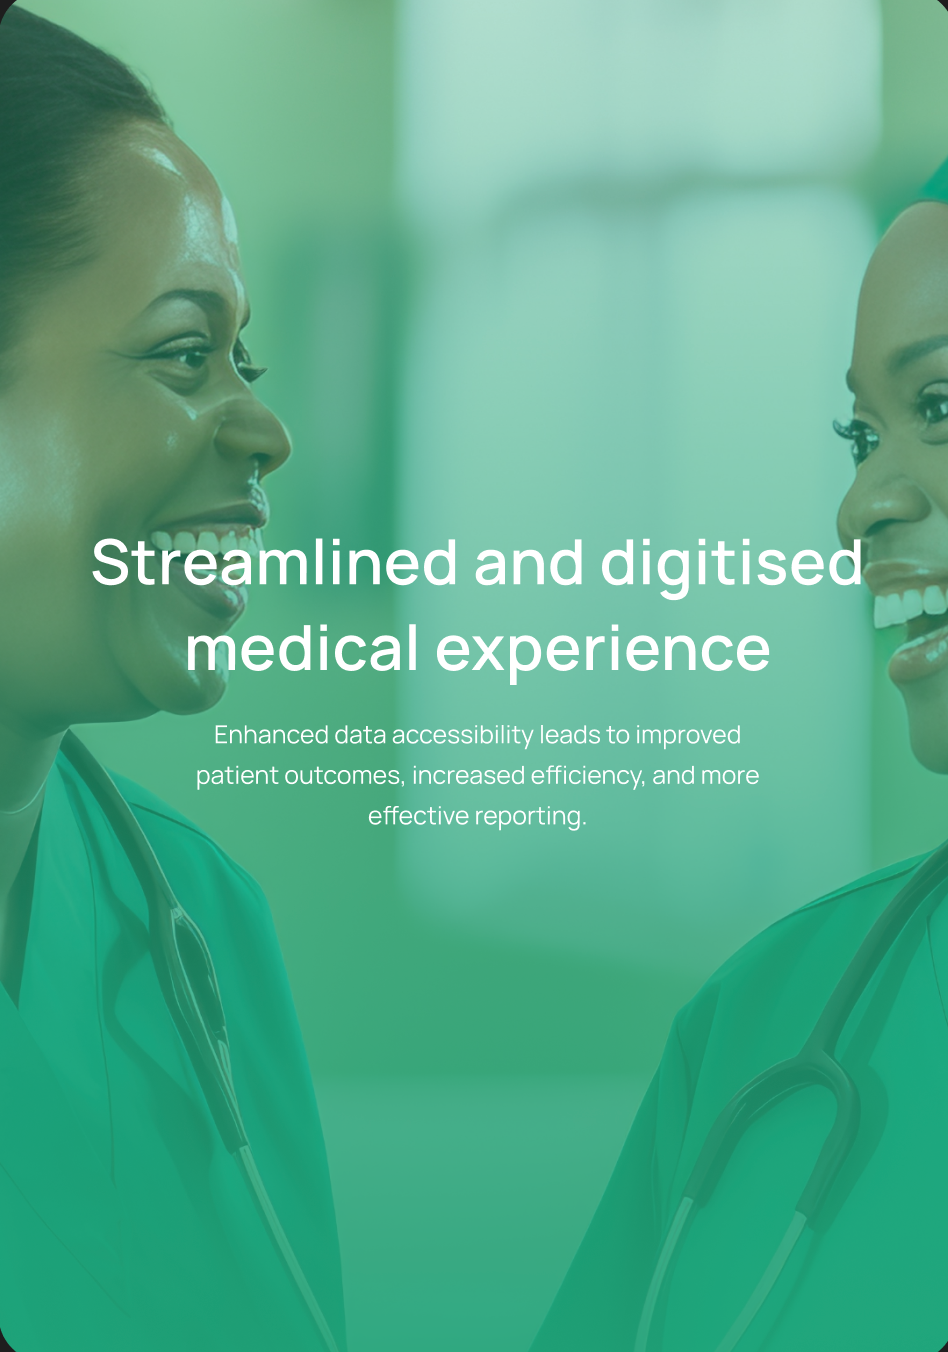 Streamlined and digitised
medical experience
Enhanced data accessibility leads to improved
patient outcomes, increased efficiency, and more
effective reporting.